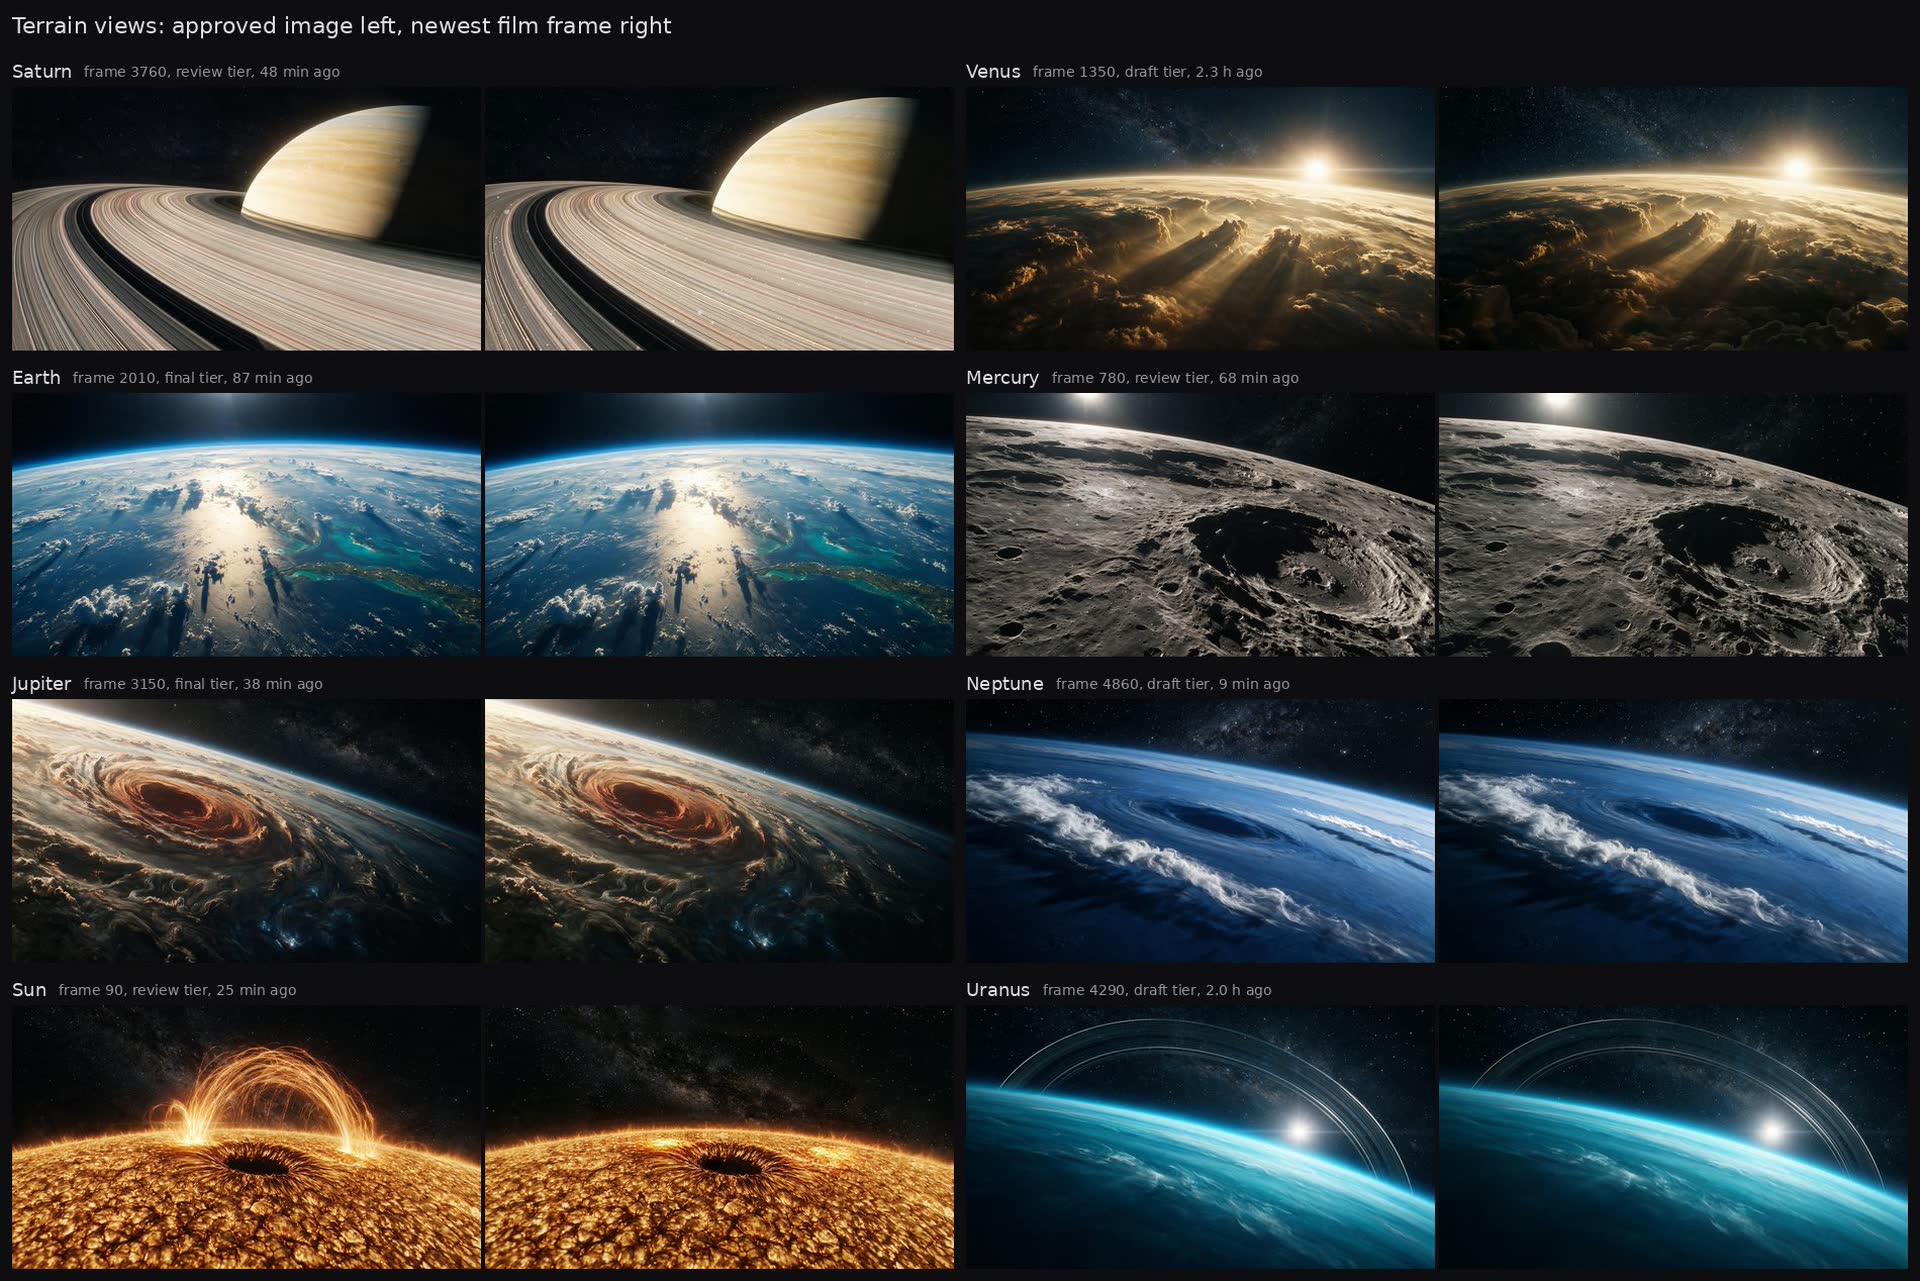 Terrain views: approved image left, newest film frame right
Saturn frame 3760, review tier, 48 min ago
Venus frame 1350, draft tier, 2.3 h ago
Earth frame 2010, final tier, 87 min ago
Mercury frame 780, review tier, 68 min ago
Jupiter frame 3150, final tier, 38 min ago
Neptune frame 4860, draft tier, 9 min ago
Sun frame 90, review tier, 25 min ago
Uranus frame 4290, draft tier, 2.0 h ago